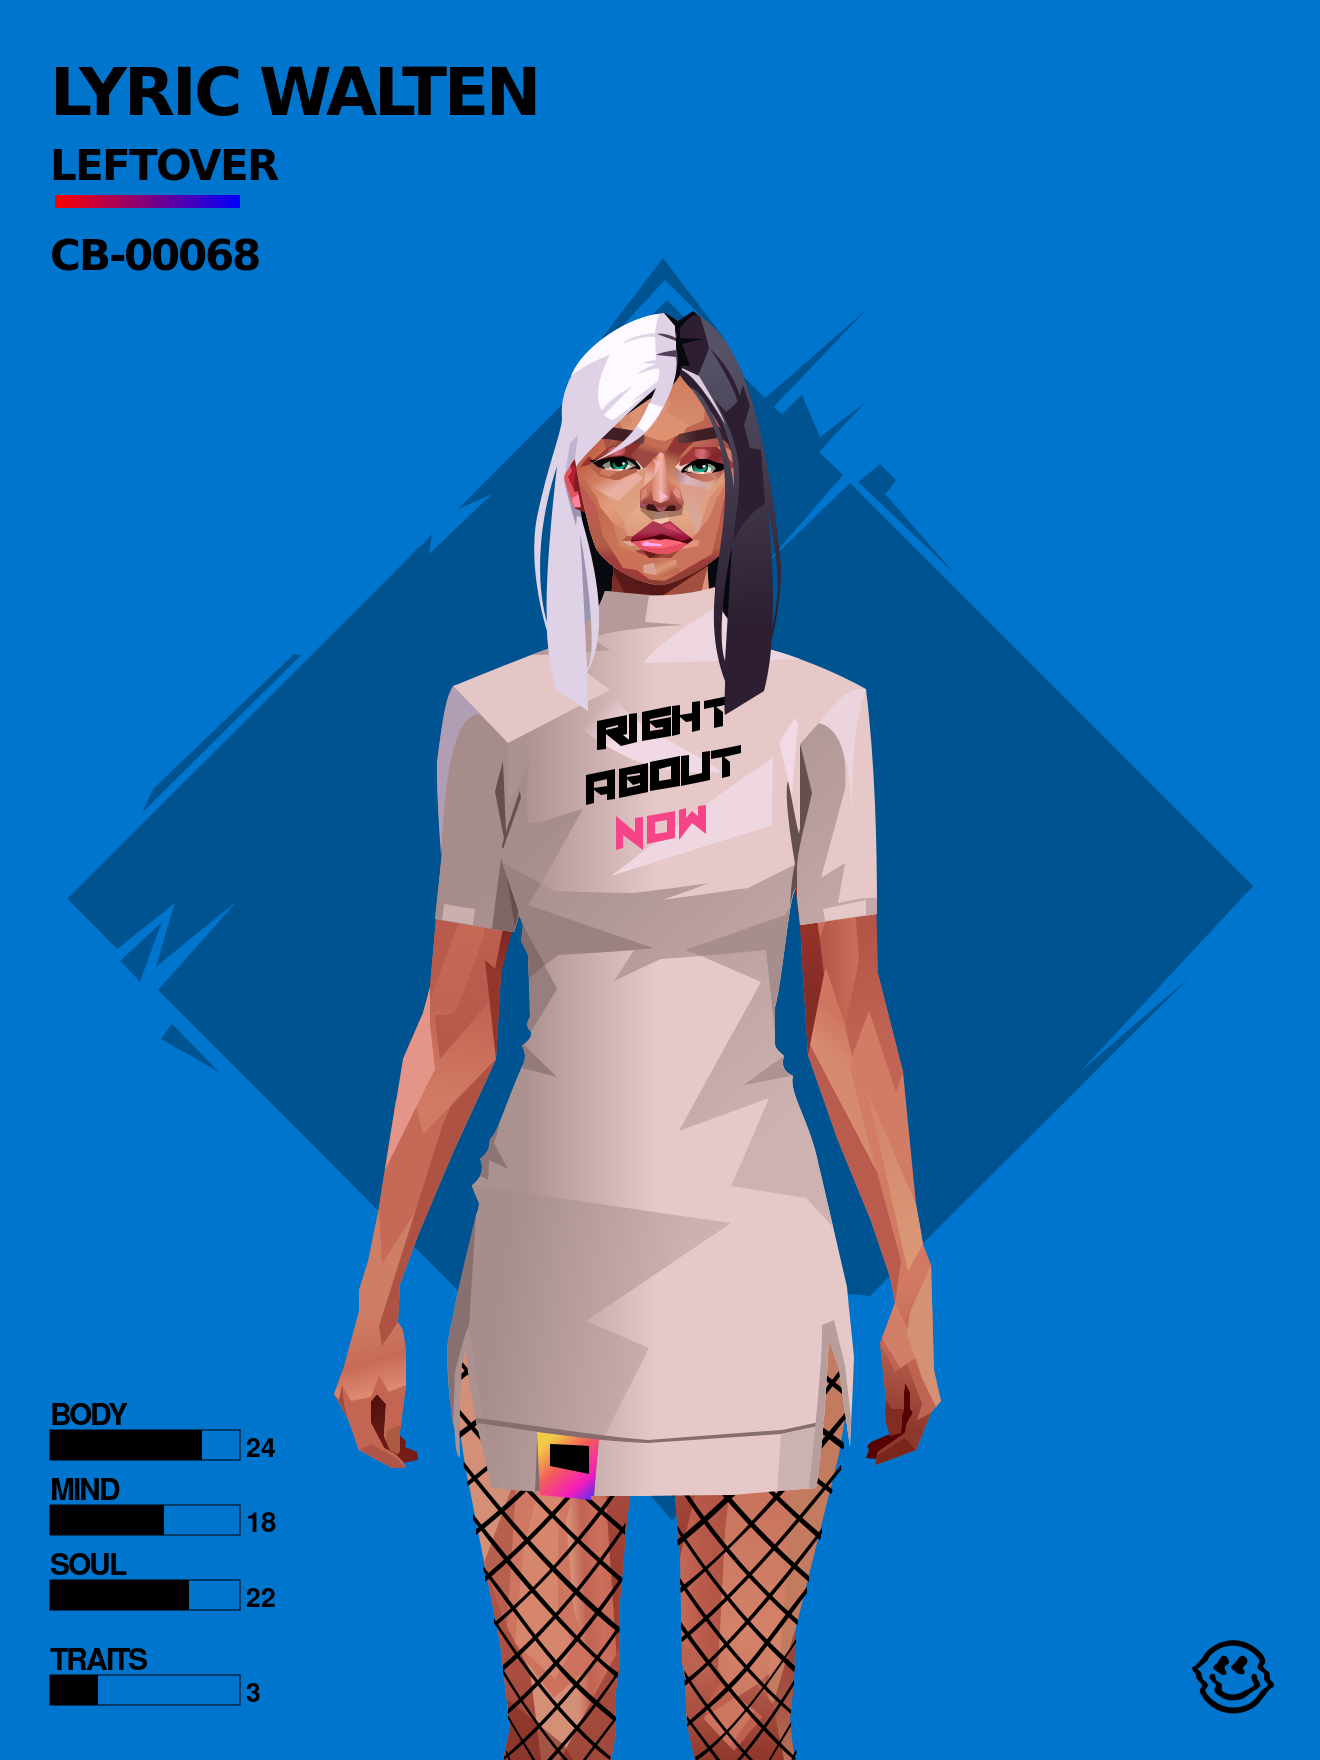 LYRIC WALTEN
LEFTOVER
CB-00068
RIGHT
ABOUT
NOW
BODY
24
MIND
18
SOUL
22
TRAITS
3